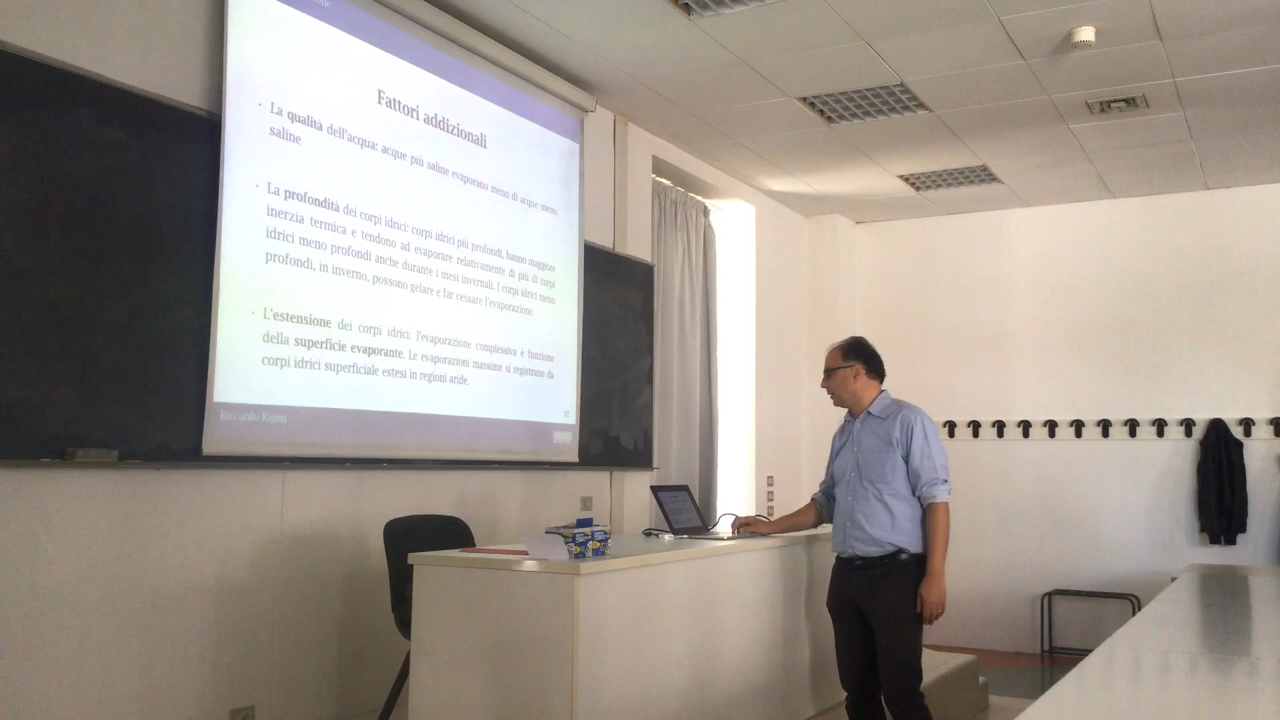 Fattori addizionali
· La qualità dell'acqua: acque più saline evaporano meno di acque meno
saline
· La profondità dei corpi idrici: corpi idrici più profondi, hanno maggiore
inerzia termica e tendono ad evaporare relativamente di più di corpi
idrici meno profondi anche durante i mesi invernali. I corpi idrici meno
profondi, in inverno, possono gelare e far cessare l'evaporazione.
· L'estensione dei corpi idrici: l'evaporazione complessiva è funzione
della superficie evaporante. Le evaporazioni massime si registrano da
corpi idrici superficiale estesi in regioni aride.
Riccardo Rigon